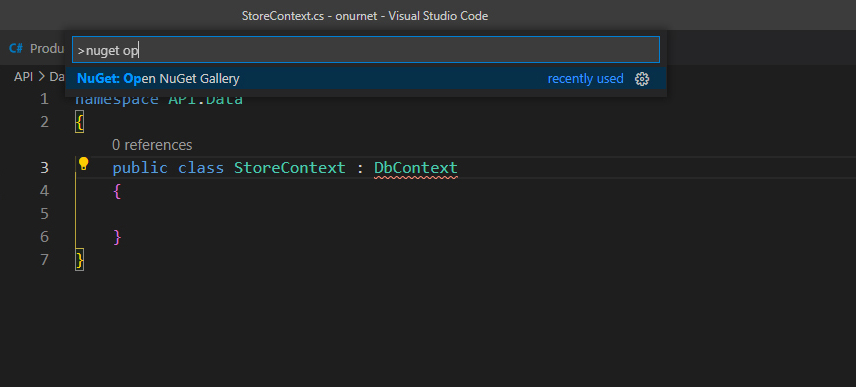 StoreContext.cs - onurnet - Visual Studio Code
C# Produ
>nuget op
API > Da
NuGet: Open NuGet Gallery recently used
1 namespace API.Data
2 {
0 references
3 public class StoreContext : DbContext
4 {
5
6 }
7 }